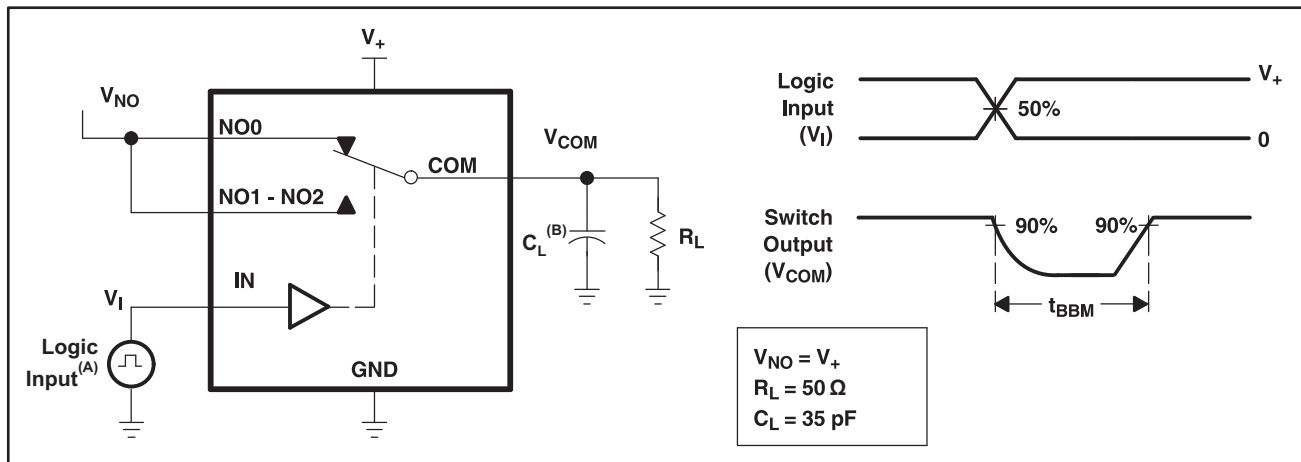 V+
VNO
NO0
COM
VCOM
NO1 - NO2
CL(B)
RL
IN
VI
Logic
Input(A)
GND
Logic
Input
(VI)
V+
50%
0
Switch
Output
(VCOM)
90%
90%
tBBM
VNO = V+
RL = 50 Ω
CL = 35 pF